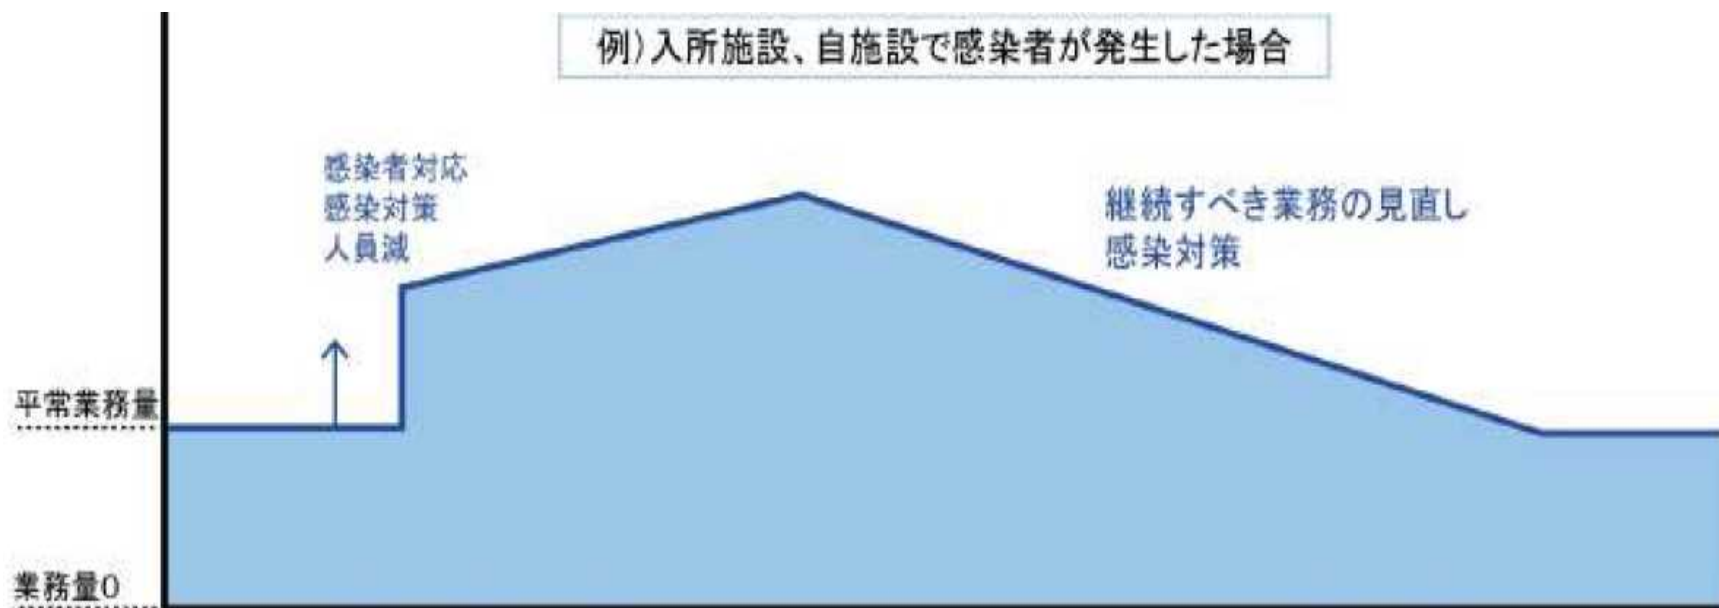 例)入所施設、自施設で感染者が発生した場合
感染者対応
感染対策
人員減
継続すべき業務の見直し
感染対策
平常業務量
業務量0